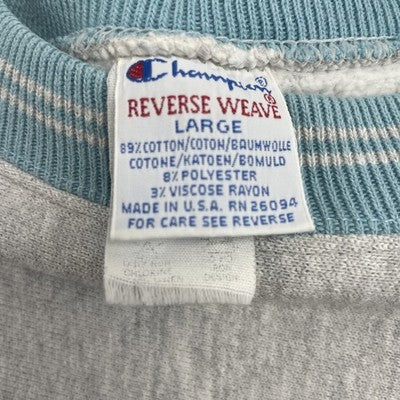 Champion®
REVERSE WEAVE®
LARGE
89% COTTON/COTON/BAUMWOLLE
COTONE/KATOEN/BOMULD
8% POLYESTER
3% VISCOSE RAYON
MADE IN U.S.A. RN 26094
FOR CARE SEE REVERSE